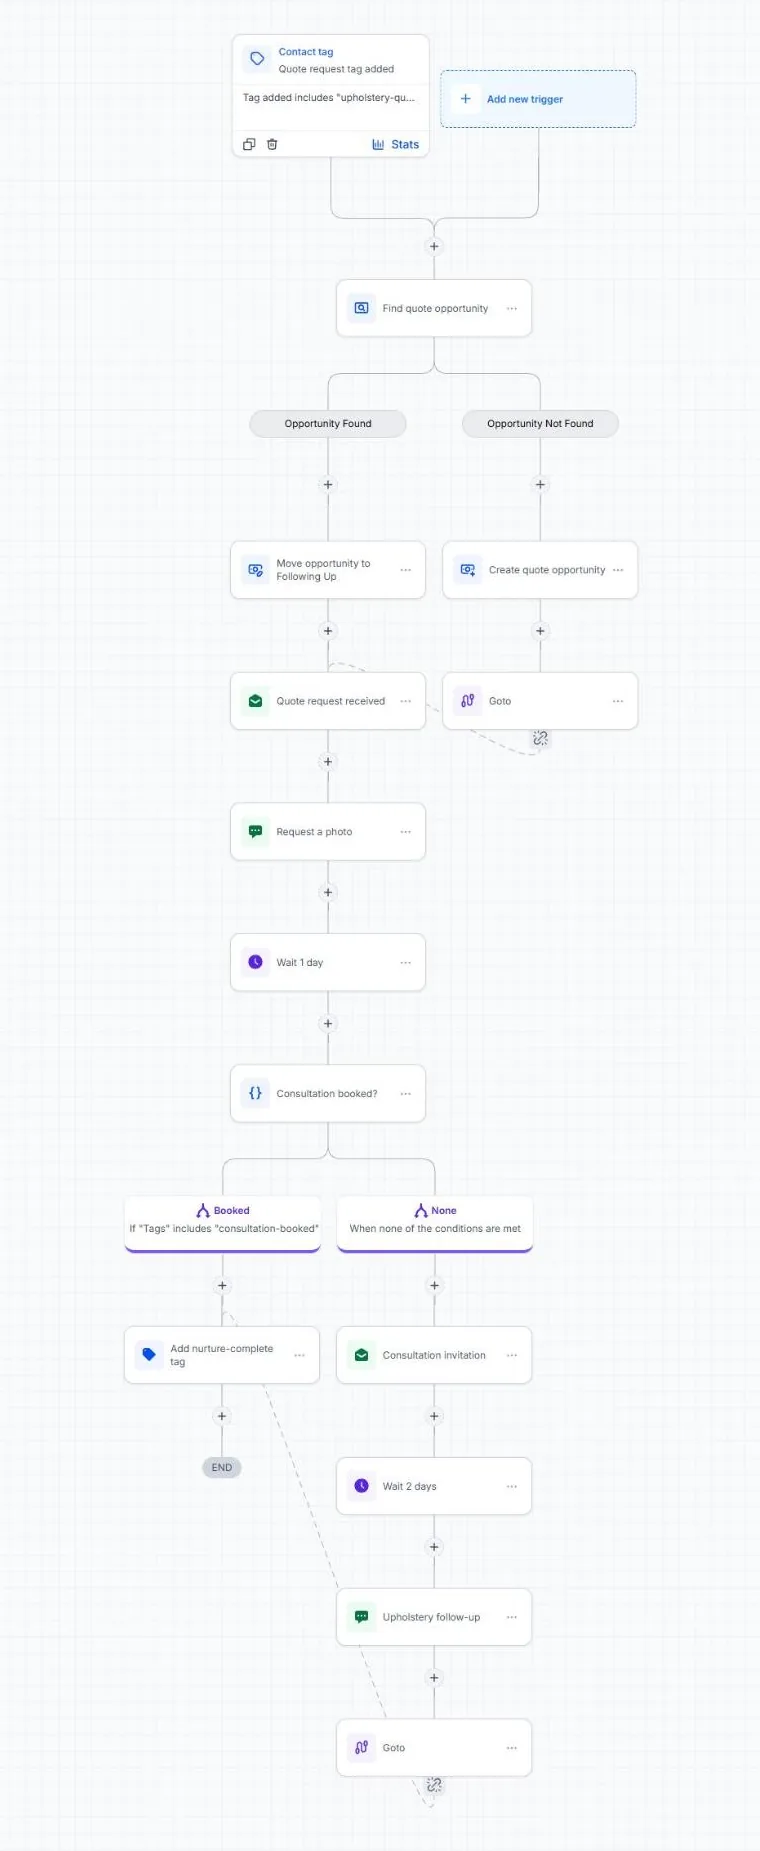 Contact tag
Quote request tag added
Tag added includes "upholstery-qu...
Stats
Add new trigger
Find quote opportunity
Opportunity Found
Opportunity Not Found
Move opportunity to
Following Up
Create quote opportunity
Quote request received
Goto
Request a photo
Wait 1 day
Consultation booked?
Booked
If "Tags" includes "consultation-booked"
None
When none of the conditions are met
Add nurture-complete
tag
Consultation invitation
END
Wait 2 days
Upholstery follow-up
Goto